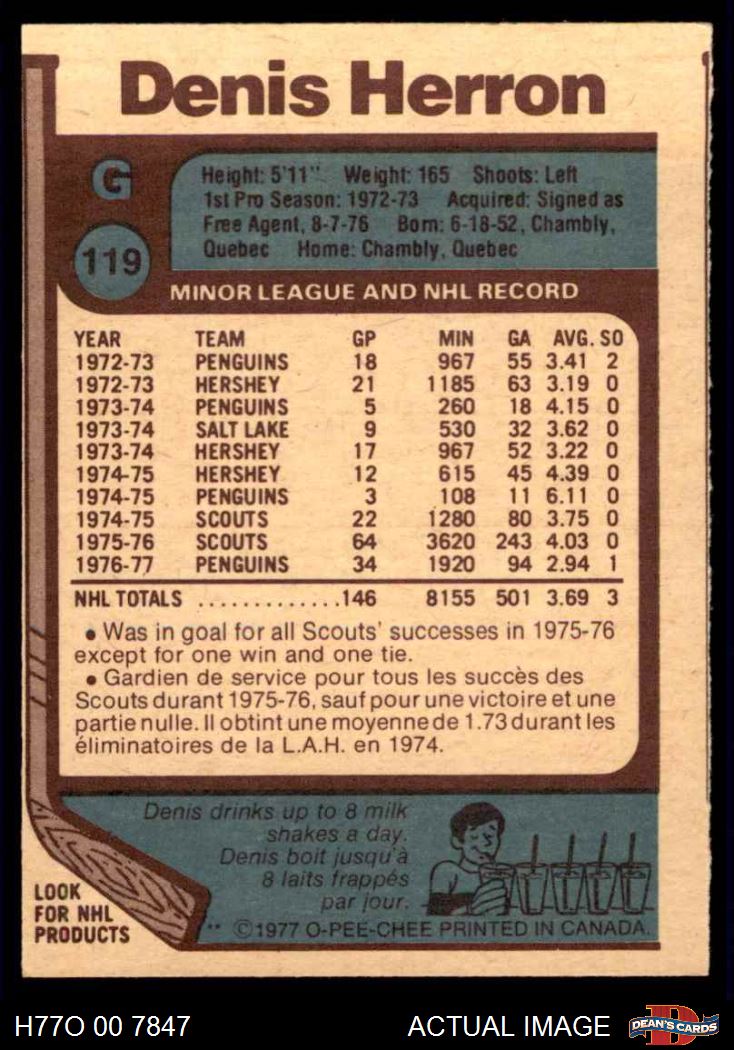 Denis Herron
G
119
Height: 5'11" Weight: 165 Shoots: Left
1st Pro Season: 1972-73 Acquired: Signed as
Free Agent, 8-7-76 Born: 6-18-52, Chambly,
Quebec Home: Chambly, Quebec
MINOR LEAGUE AND NHL RECORD
YEAR TEAM GP MIN GA AVG. SO
1972-73 PENGUINS 18 967 55 3.41 2
1972-73 HERSHEY 21 1185 63 3.19 0
1973-74 PENGUINS 5 260 18 4.15 0
1973-74 SALT LAKE 9 530 32 3.62 0
1973-74 HERSHEY 17 967 52 3.22 0
1974-75 HERSHEY 12 615 45 4.39 0
1974-75 PENGUINS 3 108 11 6.11 0
1974-75 SCOUTS 22 1280 80 3.75 0
1975-76 SCOUTS 64 3620 243 4.03 0
1976-77 PENGUINS 34 1920 94 2.94 1
NHL TOTALS .............146 8155 501 3.69 3
• Was in goal for all Scouts' successes in 1975-76
except for one win and one tie.
• Gardien de service pour tous les succès des
Scouts durant 1975-76, sauf pour une victoire et une
partie nulle. Il obtint une moyenne de 1.73 durant les
éliminatoires de la L.A.H. en 1974.
Denis drinks up to 8 milk
shakes a day.
Denis boit jusqu'à
8 laits frappés
par jour.
LOOK
FOR NHL
PRODUCTS
** ©1977 O-PEE-CHEE PRINTED IN CANADA.
H77O 00 7847 ACTUAL IMAGE
D
DEAN'S CARDS